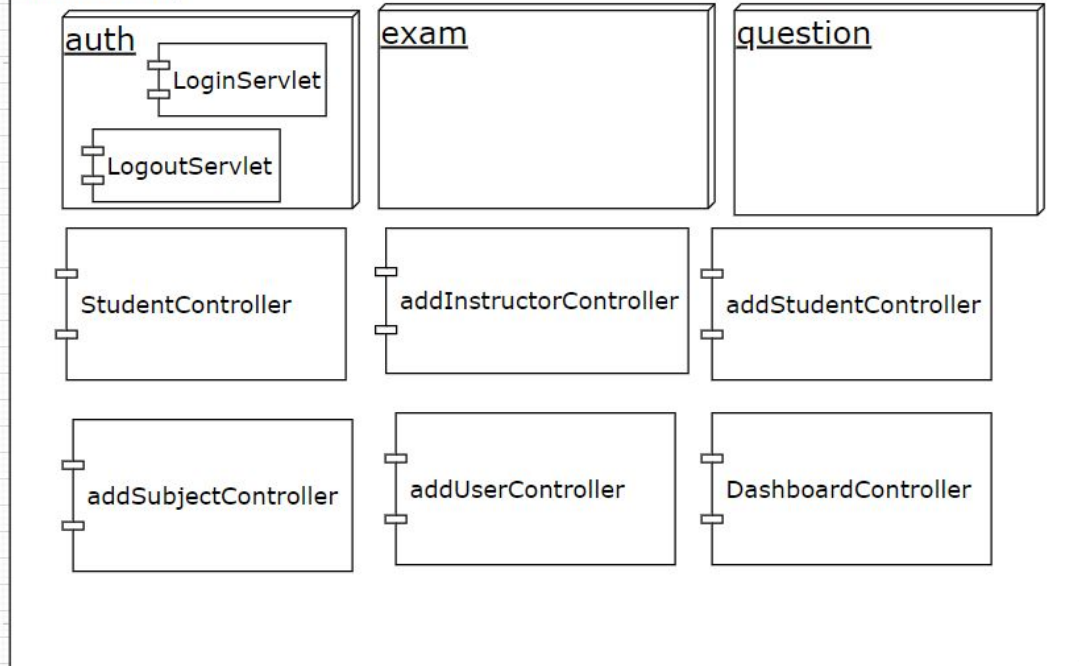 auth
LoginServlet
LogoutServlet
exam
question
StudentController
addInstructorController
addStudentController
addSubjectController
addUserController
DashboardController